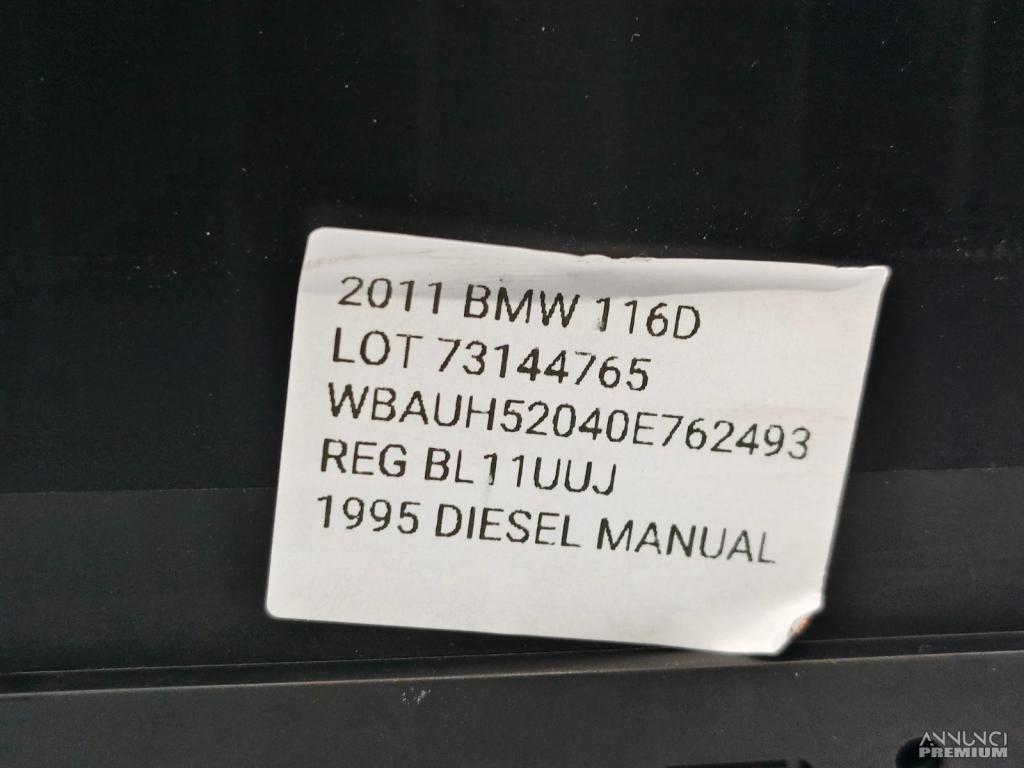 2011 BMW 116D
LOT 73144765
WBAUH52040E762493
REG BL11UUJ
1995 DIESEL MANUAL
ANNUNCI
PREMIUM